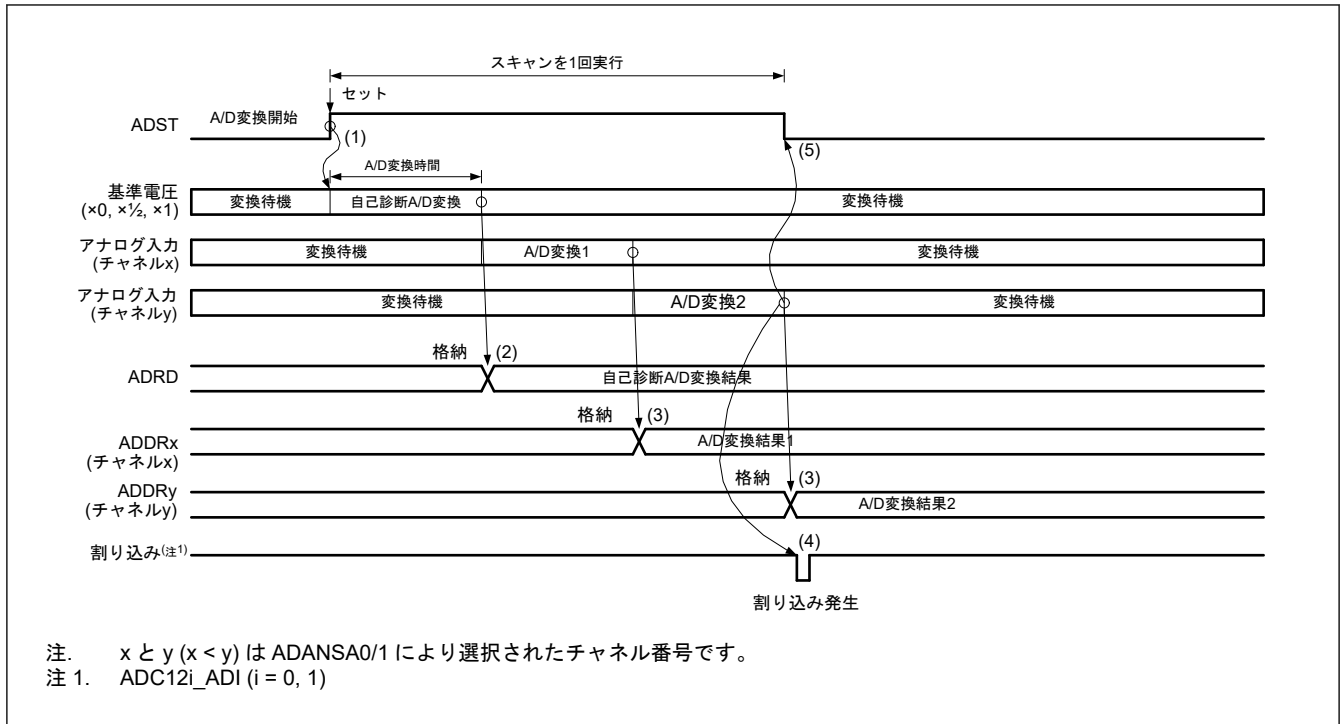 スキャンを1回実行
セット
ADST
A/D変換開始
(1)
(5)
A/D変換時間
基準電圧
(×0, ×½, ×1)
変換待機
自己診断A/D変換
変換待機
アナログ入力
(チャネルx)
変換待機
A/D変換1
変換待機
アナログ入力
(チャネルy)
変換待機
A/D変換2
変換待機
格納
(2)
ADRD
自己診断A/D変換結果
格納
(3)
ADDRx
(チャネルx)
A/D変換結果1
格納
(3)
ADDRy
(チャネルy)
A/D変換結果2
割り込み(注1)
(4)
割り込み発生
注. x と y (x < y) は ADANSA0/1 により選択されたチャネル番号です。
注 1. ADC12i_ADI (i = 0, 1)